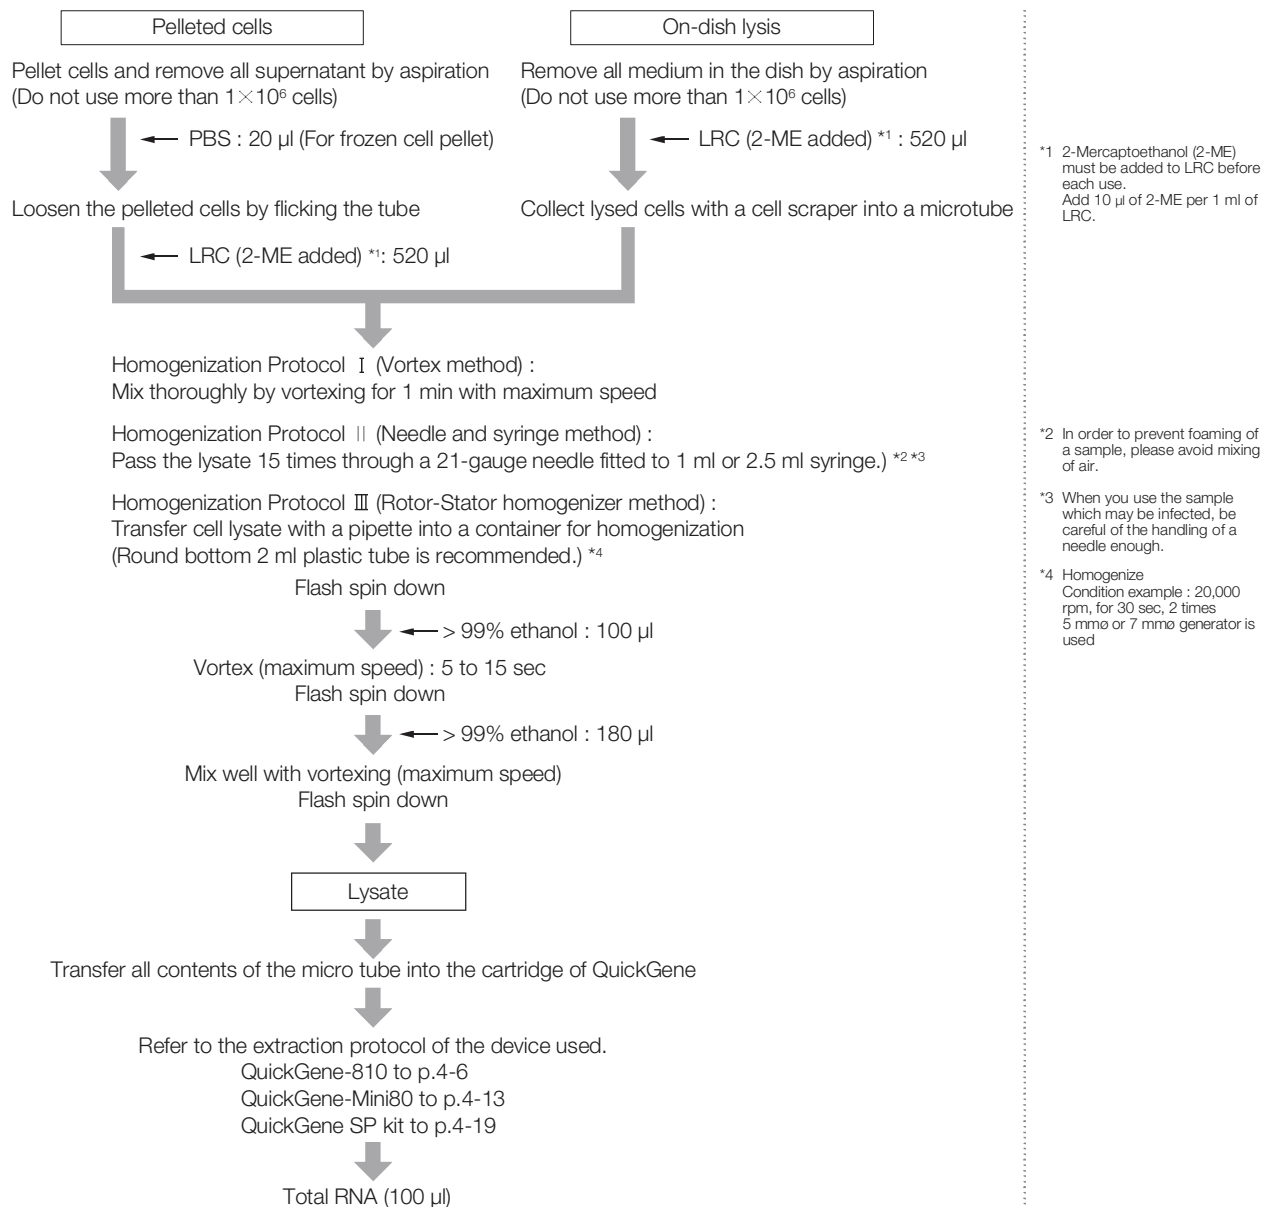 Pelleted cells
Pellet cells and remove all supernatant by aspiration
(Do not use more than 1×10⁶ cells)
PBS : 20 µl (For frozen cell pellet)
Loosen the pelleted cells by flicking the tube
LRC (2-ME added) *¹: 520 µl
On-dish lysis
Remove all medium in the dish by aspiration
(Do not use more than 1×10⁶ cells)
LRC (2-ME added) *¹ : 520 µl
Collect lysed cells with a cell scraper into a microtube
Homogenization Protocol Ⅰ (Vortex method) :
Mix thoroughly by vortexing for 1 min with maximum speed
Homogenization Protocol Ⅱ (Needle and syringe method) :
Pass the lysate 15 times through a 21-gauge needle fitted to 1 ml or 2.5 ml syringe.) *² *³
Homogenization Protocol Ⅲ (Rotor-Stator homogenizer method) :
Transfer cell lysate with a pipette into a container for homogenization
(Round bottom 2 ml plastic tube is recommended.) *⁴
Flash spin down
> 99% ethanol : 100 µl
Vortex (maximum speed) : 5 to 15 sec
Flash spin down
> 99% ethanol : 180 µl
Mix well with vortexing (maximum speed)
Flash spin down
Lysate
Transfer all contents of the micro tube into the cartridge of QuickGene
Refer to the extraction protocol of the device used.
QuickGene-810 to p.4-6
QuickGene-Mini80 to p.4-13
QuickGene SP kit to p.4-19
Total RNA (100 µl)
*1 2-Mercaptoethanol (2-ME)
must be added to LRC before
each use.
Add 10 µl of 2-ME per 1 ml of
LRC.
*2 In order to prevent foaming of
a sample, please avoid mixing
of air.
*3 When you use the sample
which may be infected, be
careful of the handling of a
needle enough.
*4 Homogenize
Condition example : 20,000
rpm, for 30 sec, 2 times
5 mmø or 7 mmø generator is
used